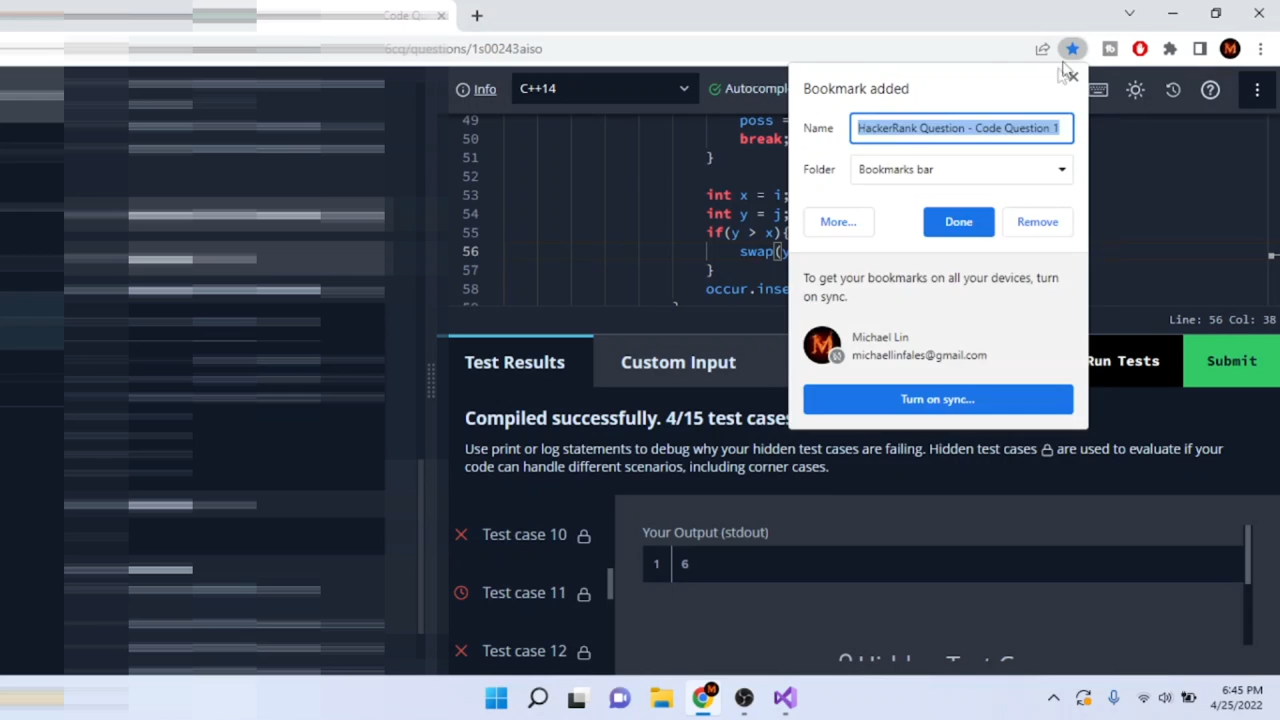 Code Q
6cq/questions/1s00243aiso
Info
C++14
Autocompl
49 poss =
50 break;
51 }
52
53 int x = i;
54 int y = j;
55 if(y > x){
56 swap(y
57 }
58 occur.inse
Bookmark added
Name
HackerRank Question - Code Question 1
Folder
Bookmarks bar
More...
Done
Remove
To get your bookmarks on all your devices, turn
on sync.
Michael Lin
michaellinfales@gmail.com
Turn on sync...
Line: 56 Col: 38
Test Results
Custom Input
Run Tests
Submit
Compiled successfully. 4/15 test cases
Use print or log statements to debug why your hidden test cases are failing. Hidden test cases are used to evaluate if your
code can handle different scenarios, including corner cases.
Test case 10
Test case 11
Test case 12
Your Output (stdout)
1 6
6:45 PM
4/25/2022